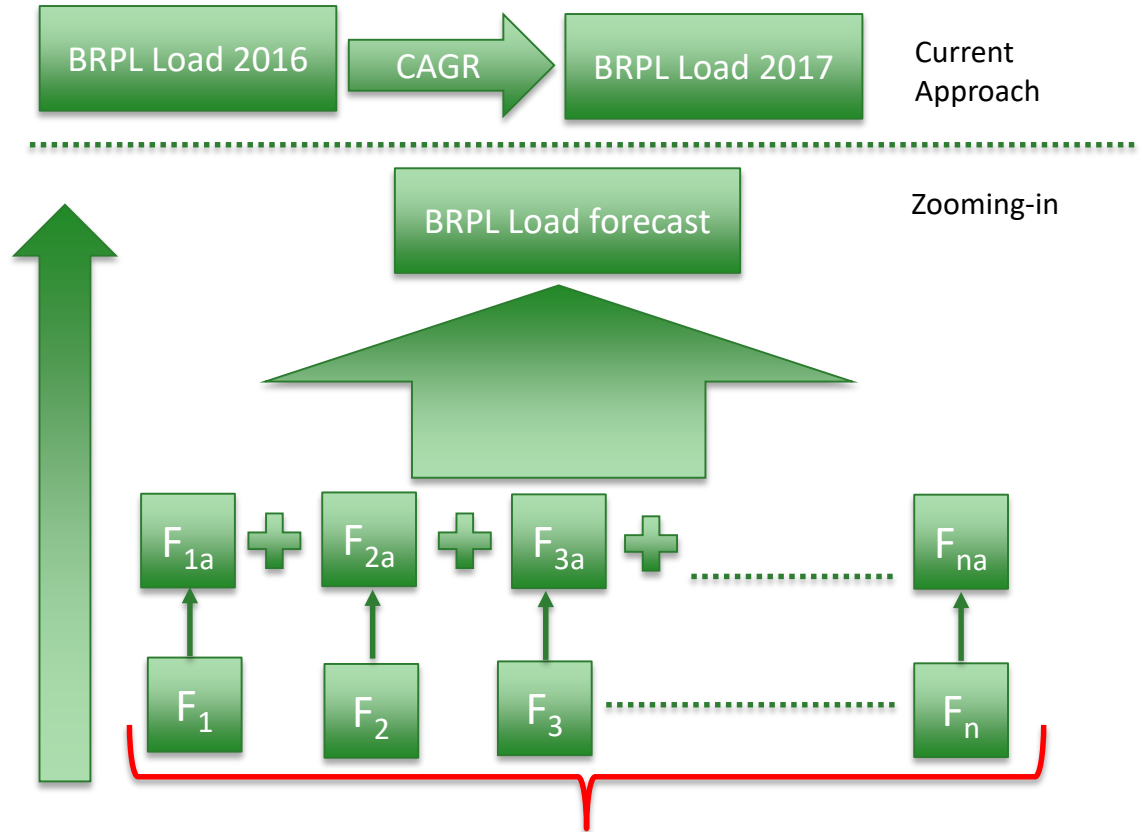 BRPL Load 2016
CAGR
BRPL Load 2017
Current
Approach
BRPL Load forecast
Zooming-in
F₁ₐ
F₂ₐ
F₃ₐ
Fₙₐ
F₁
F₂
F₃
Fₙ